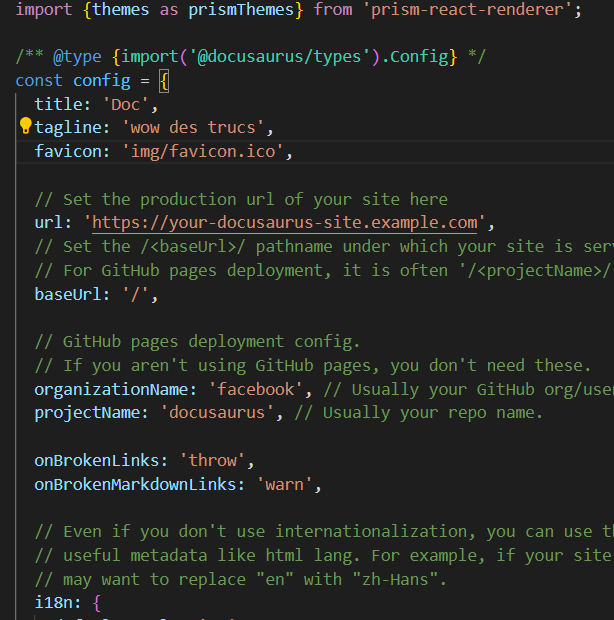 import {themes as prismThemes} from 'prism-react-renderer';
/** @type {import('@docusaurus/types').Config} */
const config = {
title: 'Doc',
tagline: 'wow des trucs',
favicon: 'img/favicon.ico',
// Set the production url of your site here
url: 'https://your-docusaurus-site.example.com',
// Set the /<baseUrl>/ pathname under which your site is
// For GitHub pages deployment, it is often '/<projectName>/
baseUrl: '/',
// GitHub pages deployment config.
// If you aren't using GitHub pages, you don't need these.
organizationName: 'facebook', // Usually your GitHub
projectName: 'docusaurus', // Usually your repo name.
onBrokenLinks: 'throw',
onBrokenMarkdownLinks: 'warn',
// Even if you don't use internationalization, you can use
// useful metadata like html lang. For example, if your site
// may want to replace "en" with "zh-Hans".
i18n: {